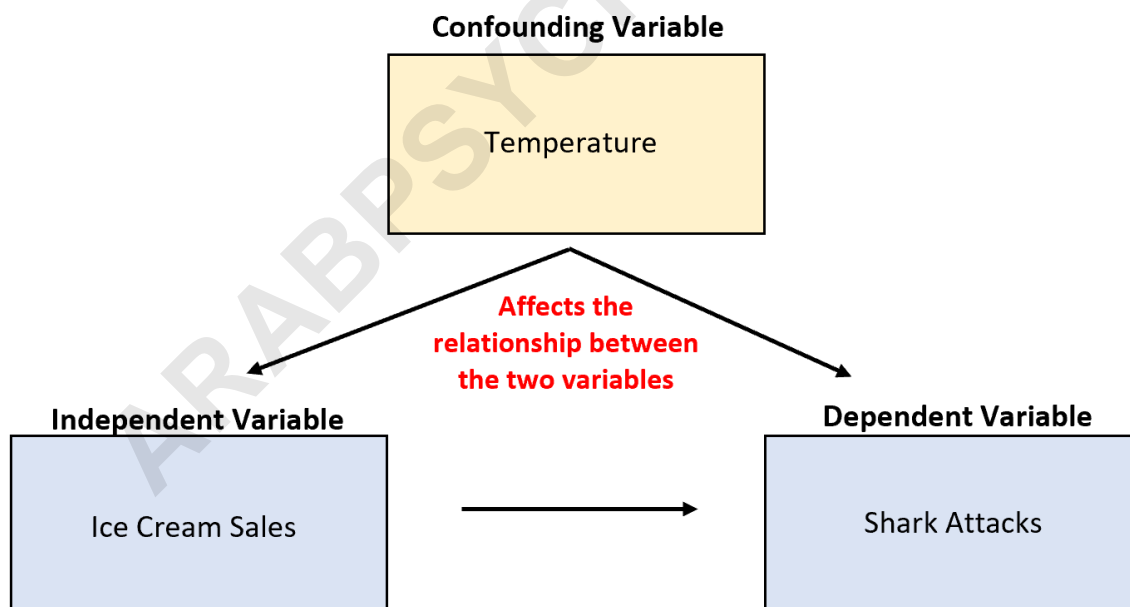 Confounding Variable
Temperature
Affects the
relationship between
the two variables
Independent Variable
Dependent Variable
Ice Cream Sales
Shark Attacks
ARABPSYC